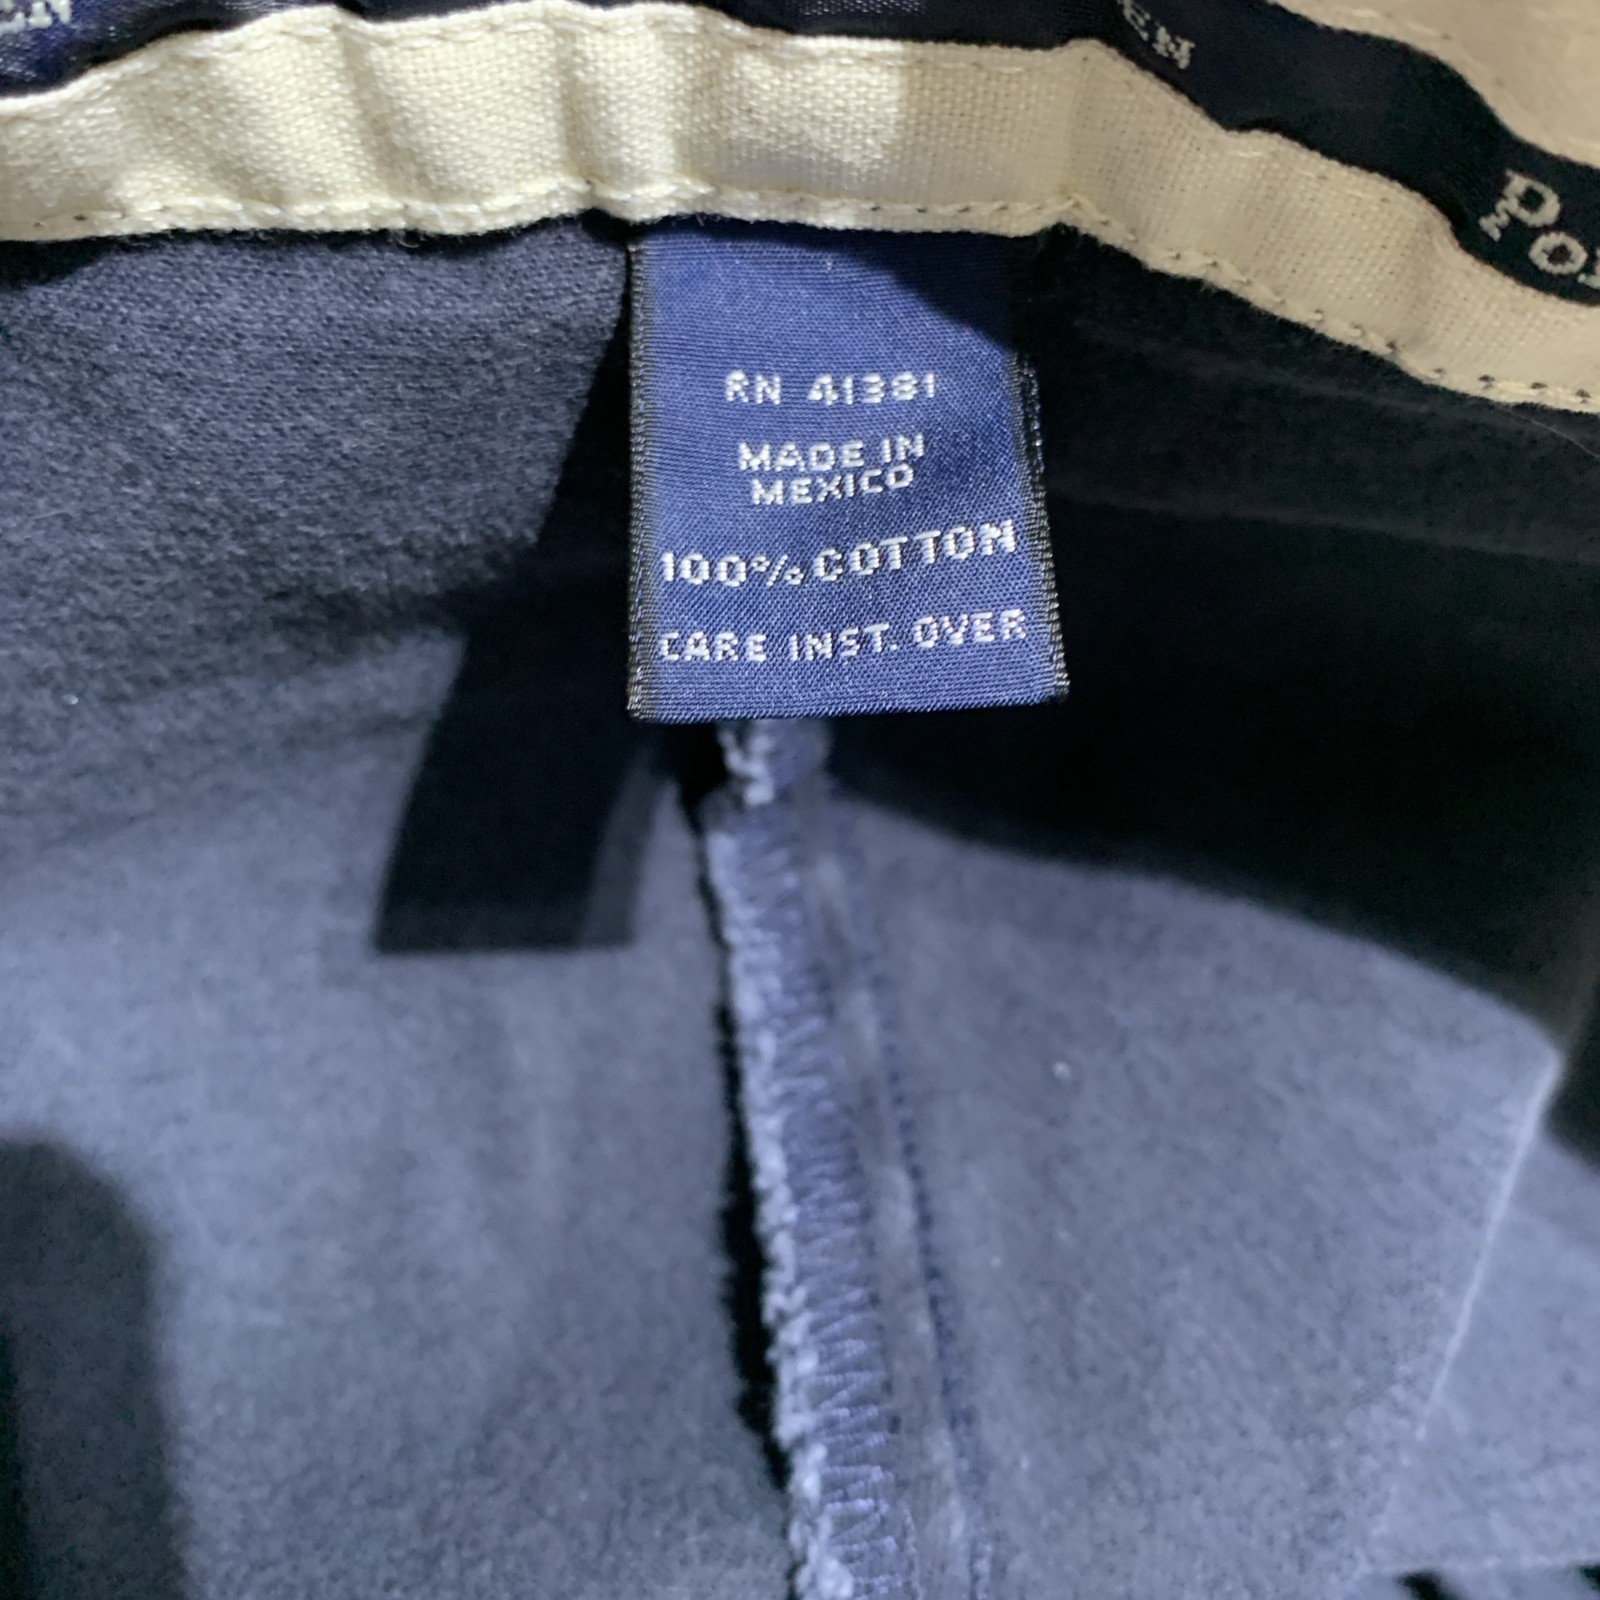 RN 41381
MADE IN
MEXICO
100% COTTON
CARE INST. OVER